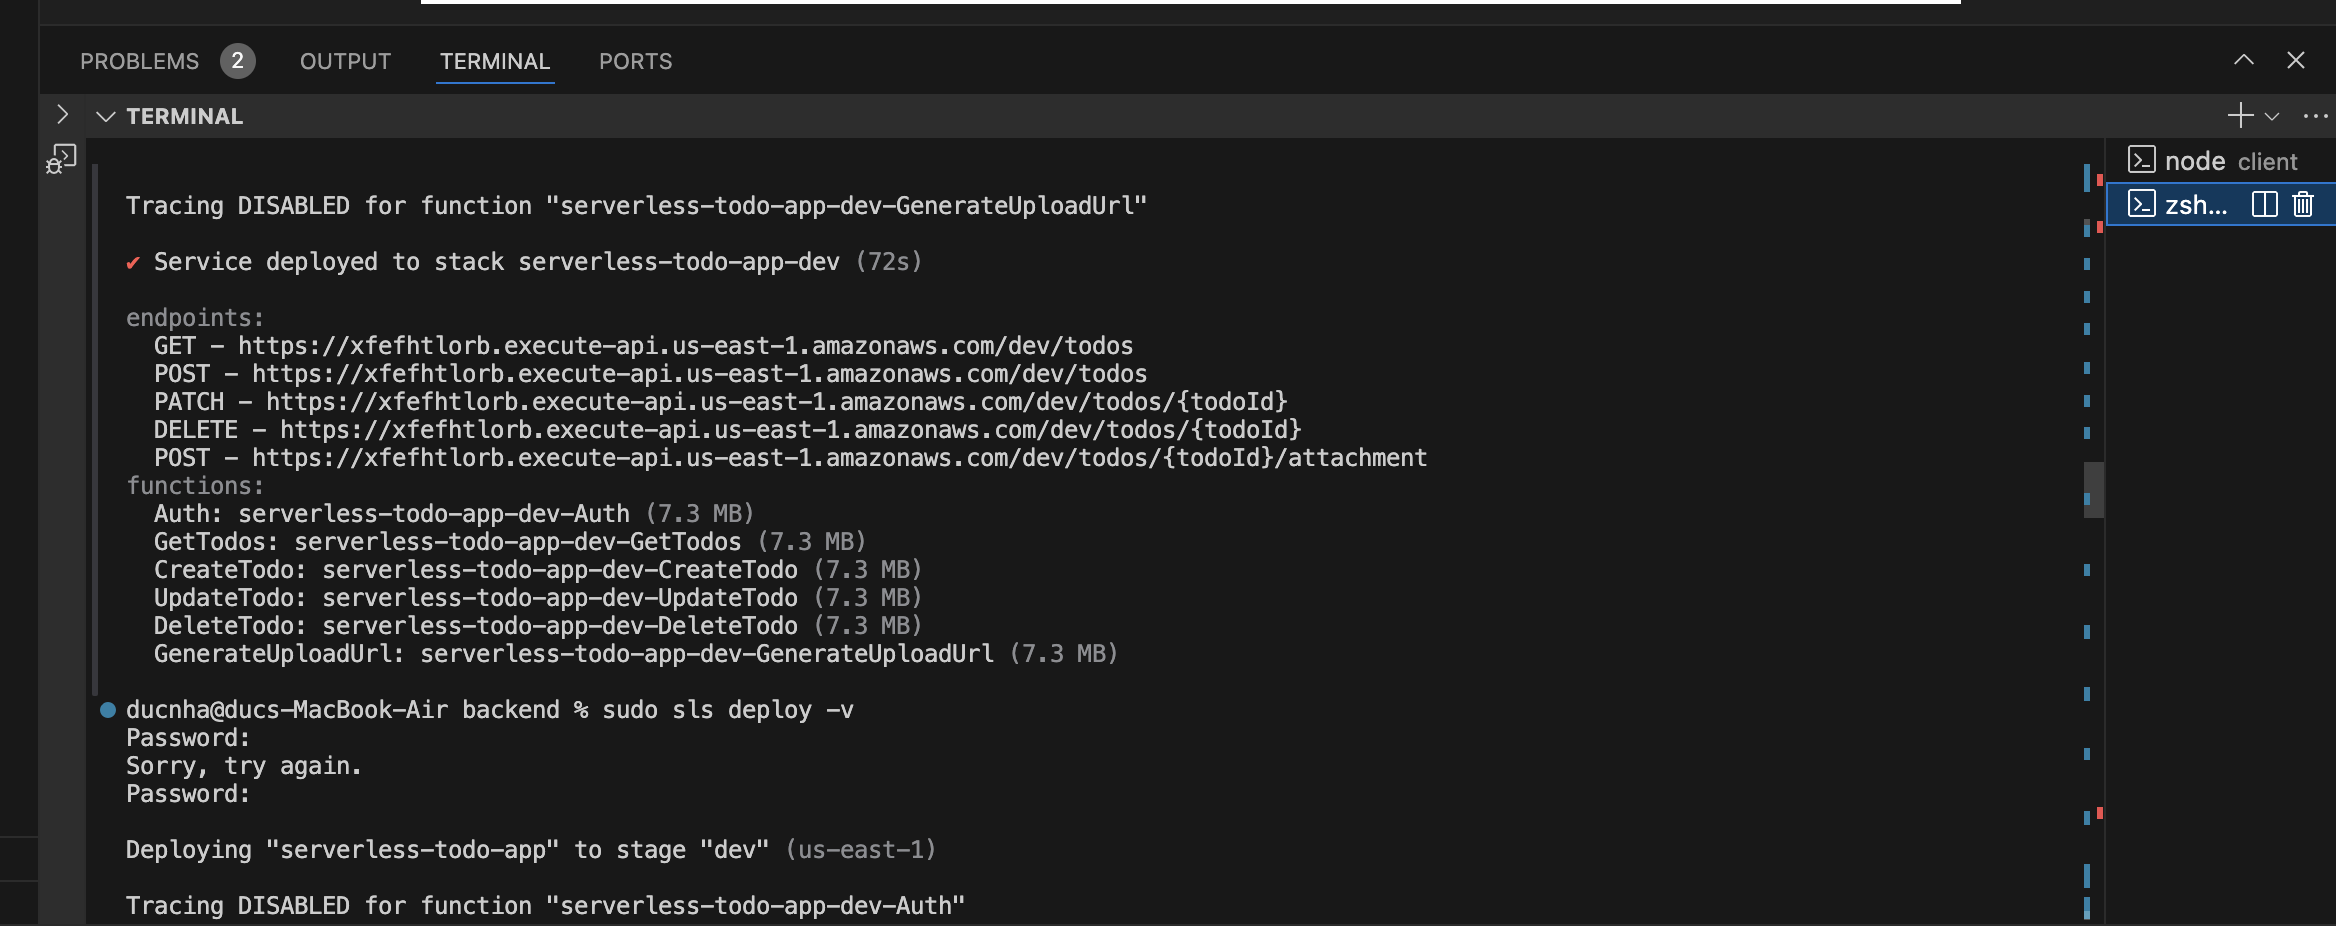 PROBLEMS 2 OUTPUT TERMINAL PORTS
TERMINAL
node client
zsh...
Tracing DISABLED for function "serverless-todo-app-dev-GenerateUploadUrl"
✔ Service deployed to stack serverless-todo-app-dev (72s)
endpoints:
GET - https://xfefhtlorb.execute-api.us-east-1.amazonaws.com/dev/todos
POST - https://xfefhtlorb.execute-api.us-east-1.amazonaws.com/dev/todos
PATCH - https://xfefhtlorb.execute-api.us-east-1.amazonaws.com/dev/todos/{todoId}
DELETE - https://xfefhtlorb.execute-api.us-east-1.amazonaws.com/dev/todos/{todoId}
POST - https://xfefhtlorb.execute-api.us-east-1.amazonaws.com/dev/todos/{todoId}/attachment
functions:
Auth: serverless-todo-app-dev-Auth (7.3 MB)
GetTodos: serverless-todo-app-dev-GetTodos (7.3 MB)
CreateTodo: serverless-todo-app-dev-CreateTodo (7.3 MB)
UpdateTodo: serverless-todo-app-dev-UpdateTodo (7.3 MB)
DeleteTodo: serverless-todo-app-dev-DeleteTodo (7.3 MB)
GenerateUploadUrl: serverless-todo-app-dev-GenerateUploadUrl (7.3 MB)
ducnha@ducs-MacBook-Air backend % sudo sls deploy -v
Password:
Sorry, try again.
Password:
Deploying "serverless-todo-app" to stage "dev" (us-east-1)
Tracing DISABLED for function "serverless-todo-app-dev-Auth"